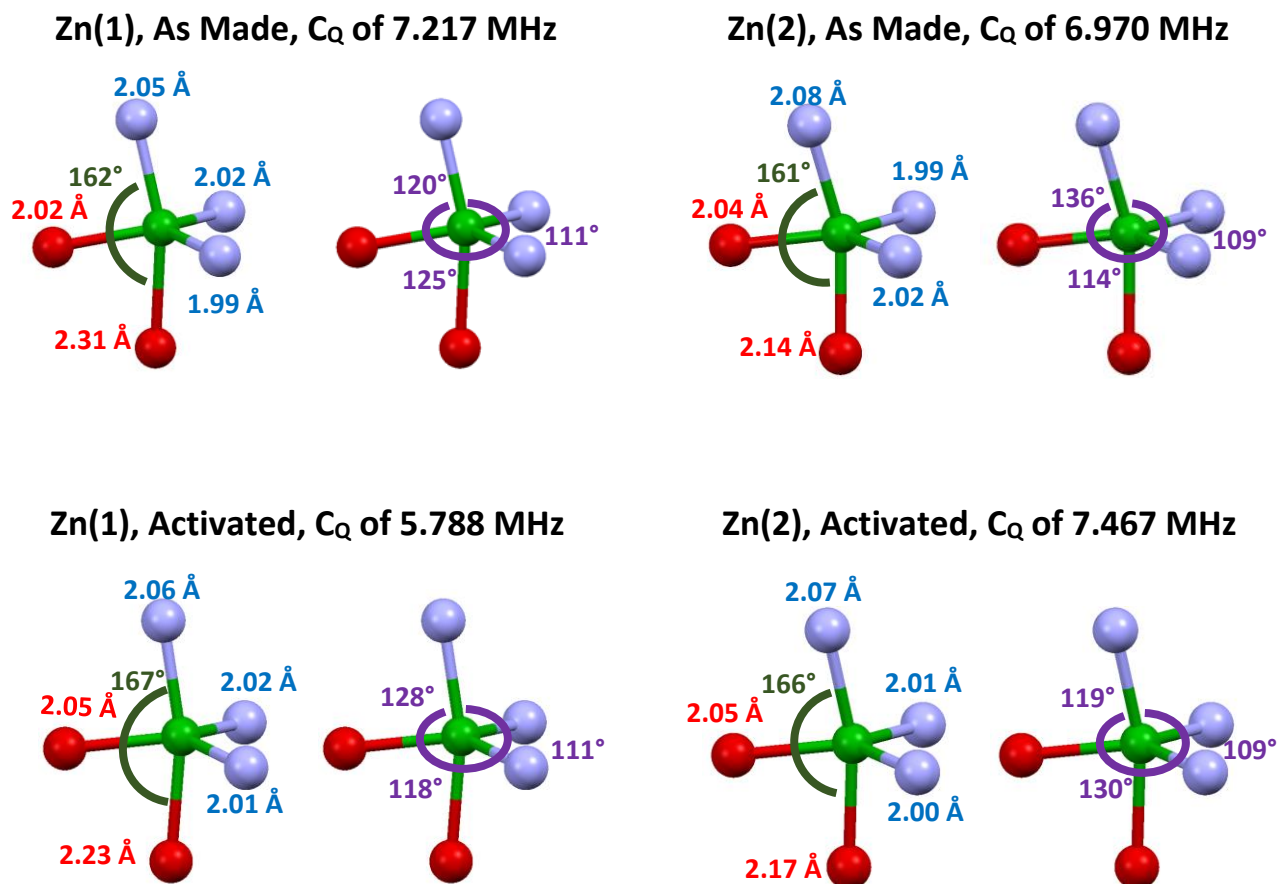 Zn(1), As Made, CQ of 7.217 MHz
2.05 Å
162°
2.02 Å
2.02 Å
1.99 Å
2.31 Å
120°
111°
125°
Zn(2), As Made, CQ of 6.970 MHz
2.08 Å
161°
1.99 Å
2.04 Å
2.02 Å
2.14 Å
136°
109°
114°
Zn(1), Activated, CQ of 5.788 MHz
2.06 Å
167°
2.02 Å
2.05 Å
2.01 Å
2.23 Å
128°
111°
118°
Zn(2), Activated, CQ of 7.467 MHz
2.07 Å
166°
2.01 Å
2.05 Å
2.00 Å
2.17 Å
119°
109°
130°